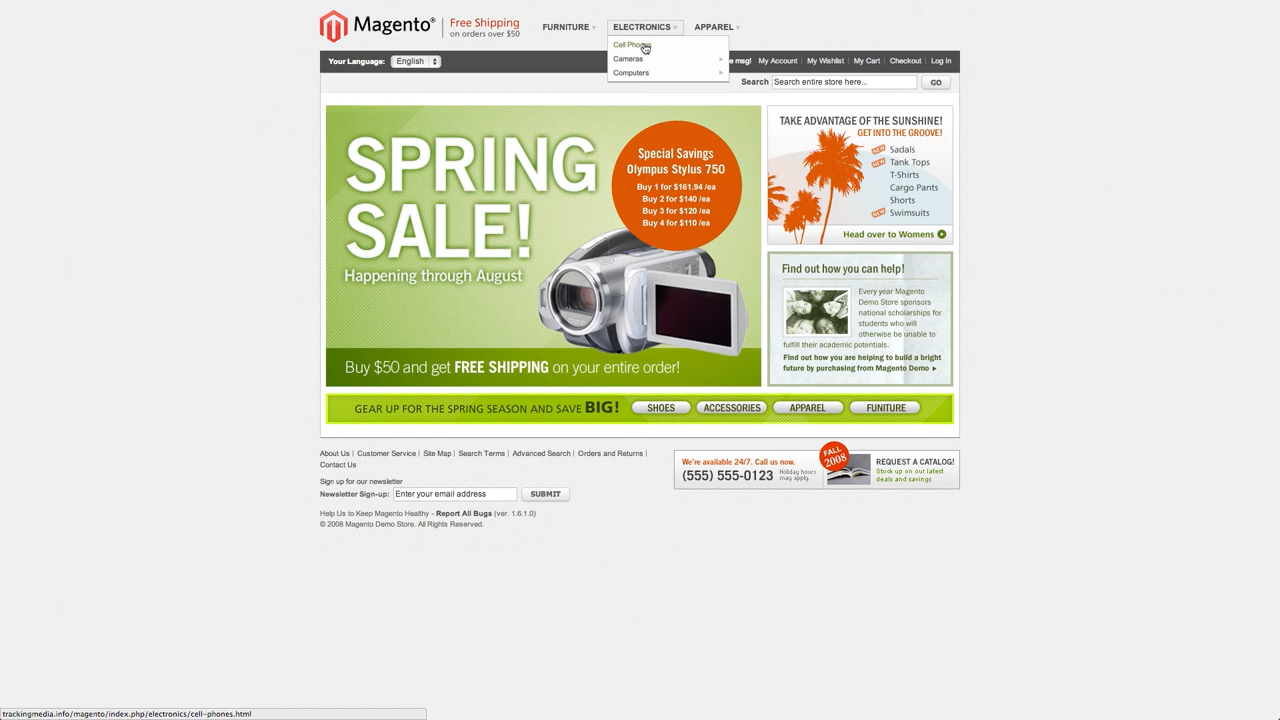 Magento®
Free Shipping
on orders over $50
FURNITURE
ELECTRONICS
APPAREL
Cell Phones
Cameras
Computers
Your Language:
English
msg!
My Account
My Wishlist
My Cart
Checkout
Log In
Search
Search entire store here...
GO
SPRING
SALE!
Happening through August
Special Savings
Olympus Stylus 750
Buy 1 for $161.94 /ea
Buy 2 for $140 /ea
Buy 3 for $120 /ea
Buy 4 for $110 /ea
Buy $50 and get FREE SHIPPING on your entire order!
TAKE ADVANTAGE OF THE SUNSHINE!
GET INTO THE GROOVE!
NEW Sadals
NEW Tank Tops
T-Shirts
Cargo Pants
Shorts
NEW Swimsuits
Head over to Womens
Find out how you can help!
Every year Magento
Demo Store sponsors
national scholarships for
students who will
otherwise be unable to
fulfill their academic potentials.
Find out how you are helping to build a bright
future by purchasing from Magento Demo
GEAR UP FOR THE SPRING SEASON AND SAVE BIG!
SHOES
ACCESSORIES
APPAREL
FUNITURE
About Us | Customer Service | Site Map | Search Terms | Advanced Search | Orders and Returns |
Contact Us
Sign up for our newsletter
Newsletter Sign-up:
Enter your email address
SUBMIT
Help Us to Keep Magento Healthy - Report All Bugs (ver. 1.6.1.0)
© 2008 Magento Demo Store. All Rights Reserved.
We're available 24/7. Call us now.
(555) 555-0123
Holiday hours
may apply.
FALL
2008
REQUEST A CATALOG!
Stock up on our latest
deals and savings
trackingmedia.info/magento/index.php/electronics/cell-phones.html